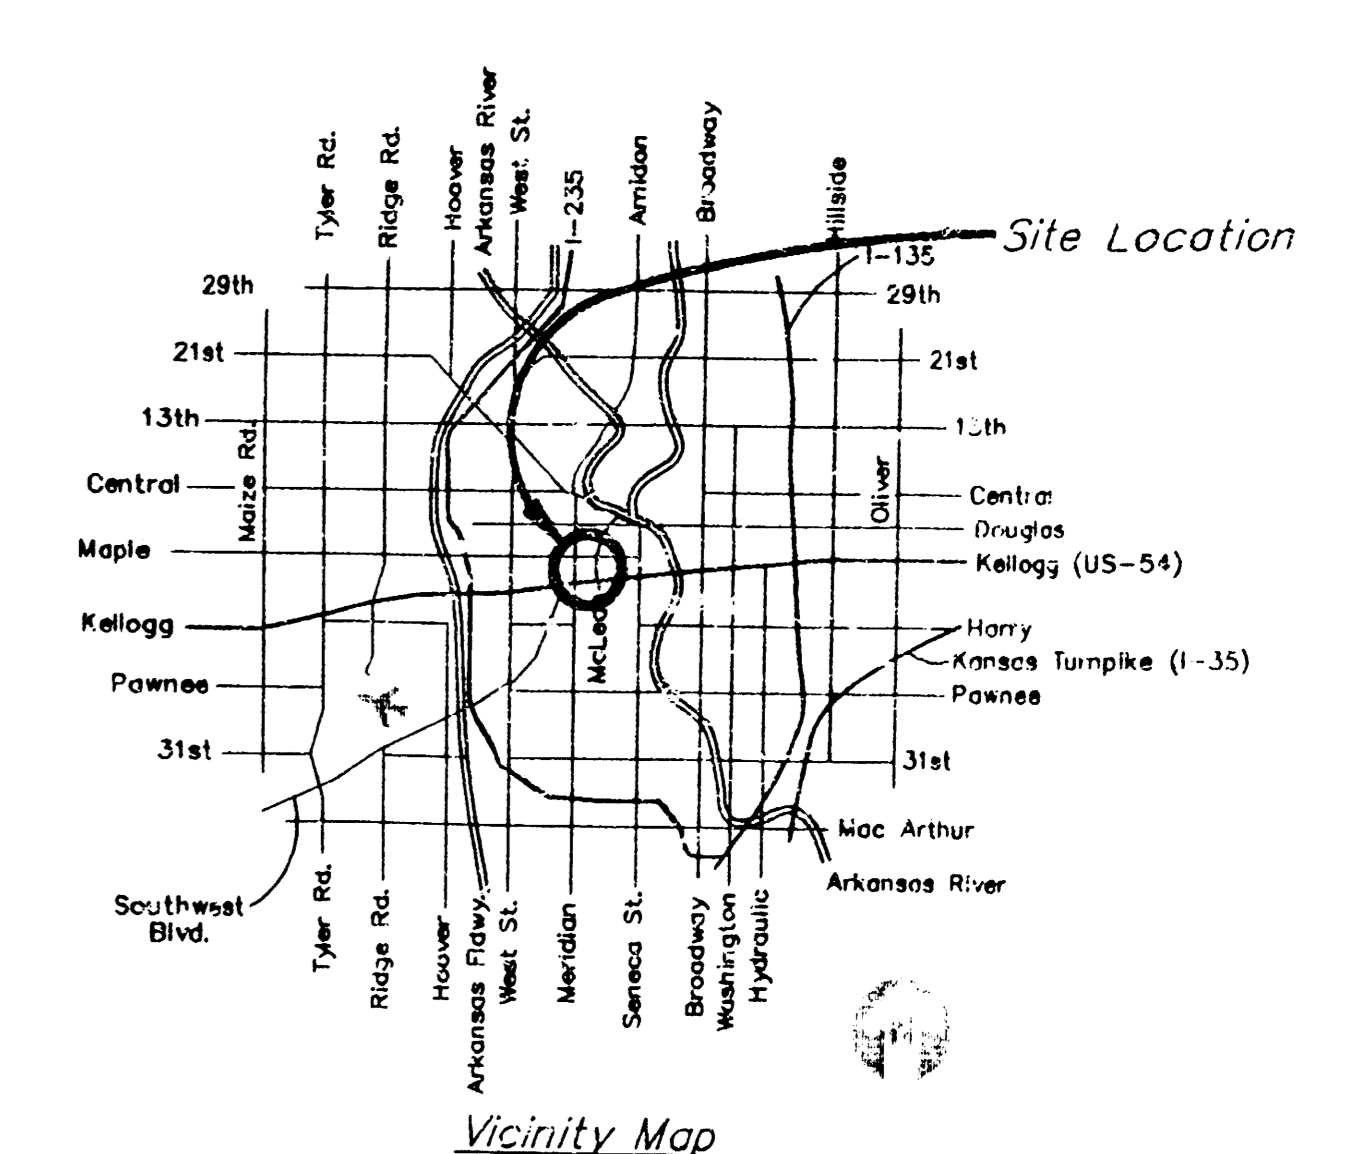 Tyler Rd.
Ridge Rd.
Hoover
Arkansas River
West St.
I-235
Amidon
Broadway
Hillside
Site Location
I-135
29th
29th
21st
21st
13th
13th
Maize Rd.
Central
Oliver
Central
Douglas
Maple
Kellogg (US-54)
Kellogg
McLean
Harry
Kansas Turnpike (I-35)
Pawnee
Pawnee
31st
31st
Mac Arthur
Arkansas River
Southwest
Blvd.
Tyler Rd.
Ridge Rd.
Hoover
Arkansas Fldwy.
West St.
Meridian
Seneca St.
Broadway
Washington
Hydraulic
Vicinity Map